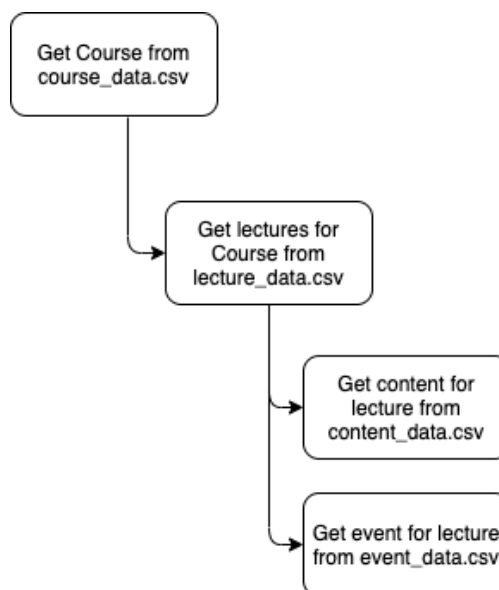 Get Course from
course_data.csv
Get lectures for
Course from
lecture_data.csv
Get content for
lecture from
content_data.csv
Get event for lecture
from event_data.csv